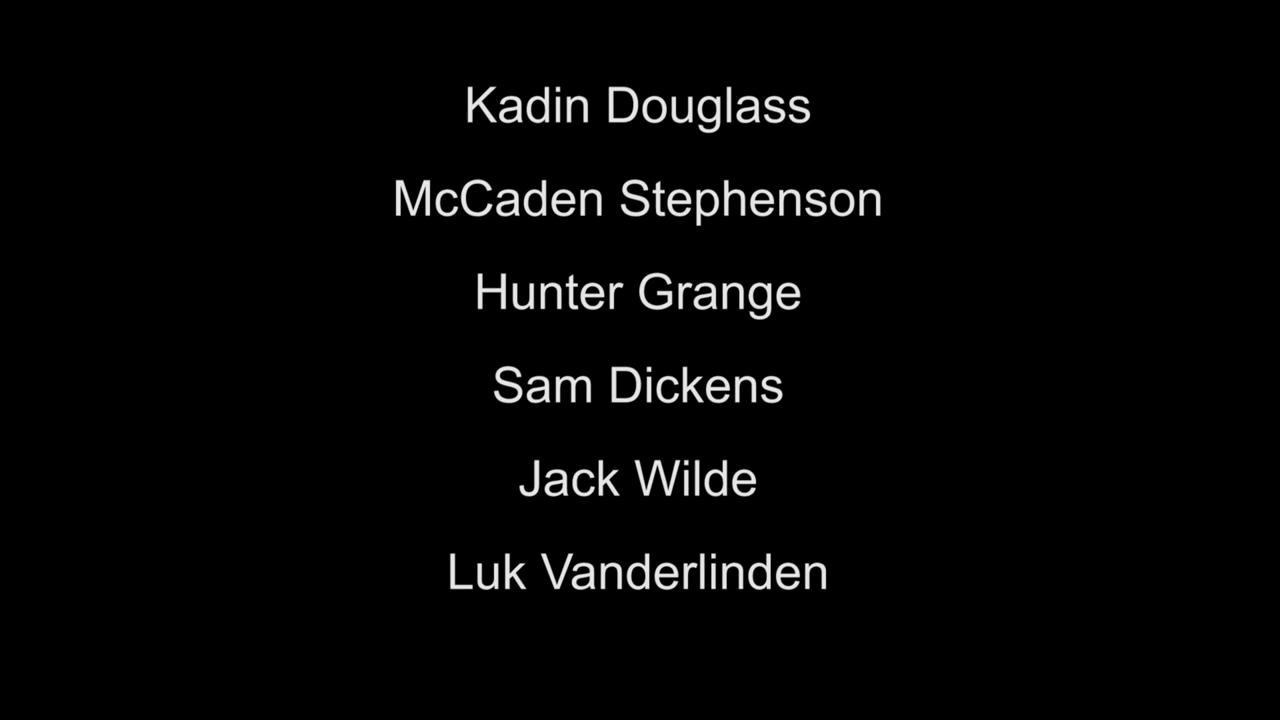 Kadin Douglass
McCaden Stephenson
Hunter Grange
Sam Dickens
Jack Wilde
Luk Vanderlinden